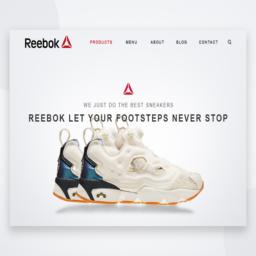 Reebok PRODUCTS MENU ABOUT BLOG CONTACT
WE JUST DO THE BEST SNEAKERS
REEBOK LET YOUR FOOTSTEPS NEVER STOP